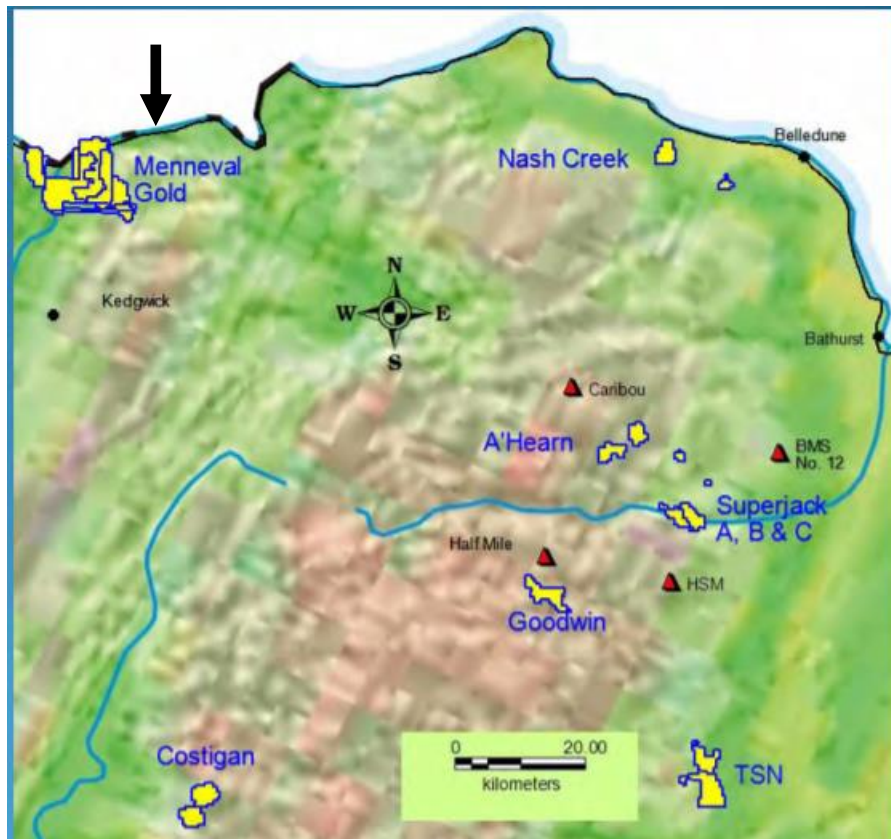 Belledune
Nash Creek
Menneval
Gold
N
W E
S
Kedgwick
Bathurst
Caribou
A'Hearn
BMS
No. 12
Superjack
A, B & C
Half Mile
HSM
Goodwin
0 20.00
kilometers
Costigan
TSN